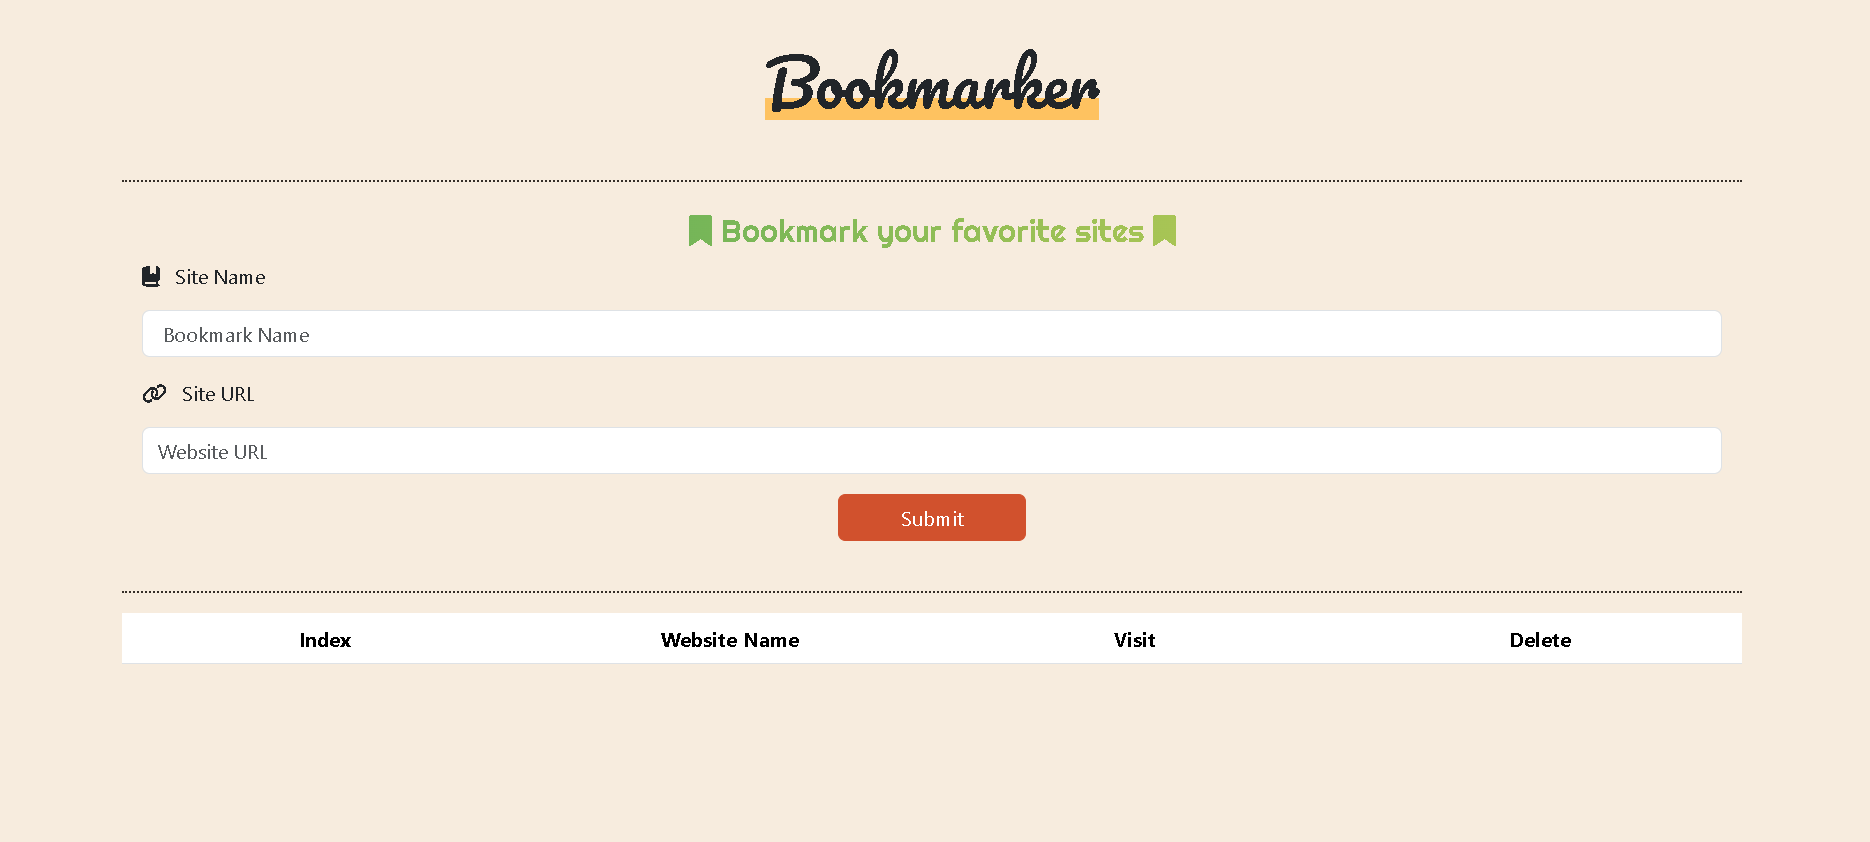 Bookmarker
Bookmark your favorite sites
Site Name
Bookmark Name
Site URL
Website URL
Submit
Index Website Name Visit Delete